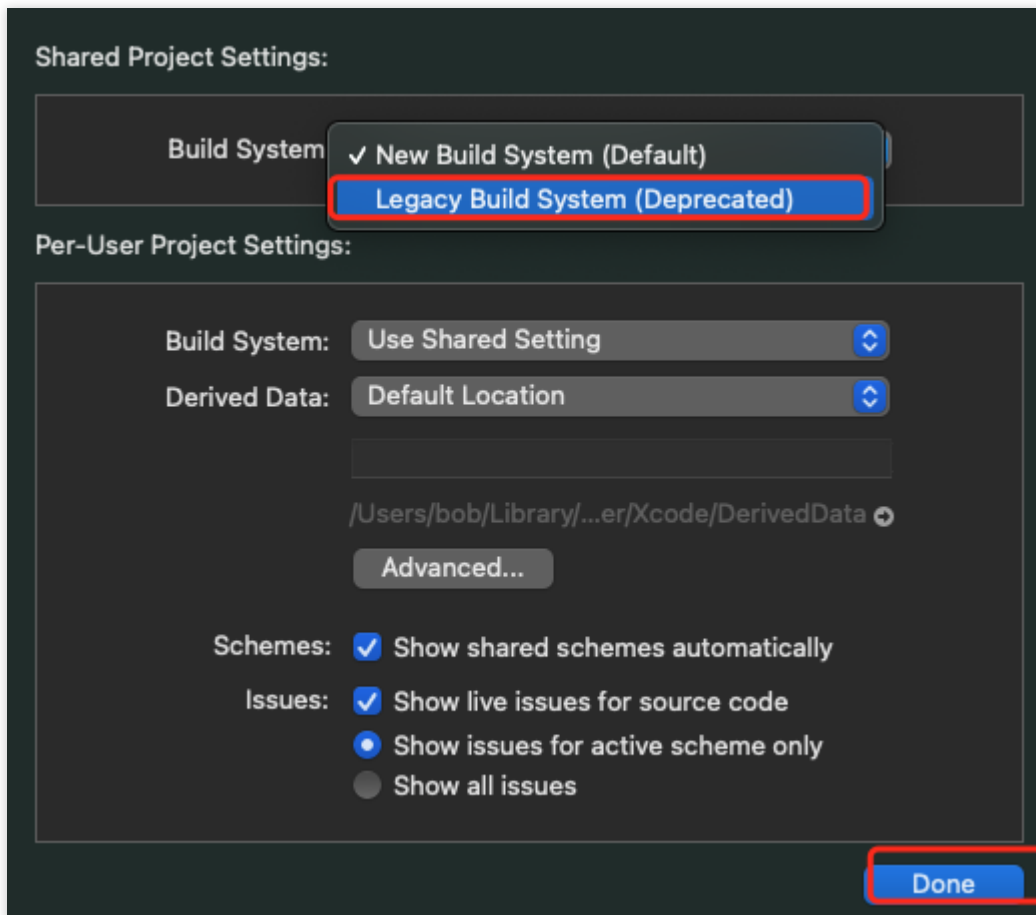 Shared Project Settings:
Build System
✓ New Build System (Default)
Legacy Build System (Deprecated)
Per-User Project Settings:
Build System: Use Shared Setting
Derived Data: Default Location
/Users/bob/Library/...er/Xcode/DerivedData
Advanced...
Schemes: Show shared schemes automatically
Issues: Show live issues for source code
Show issues for active scheme only
Show all issues
Done